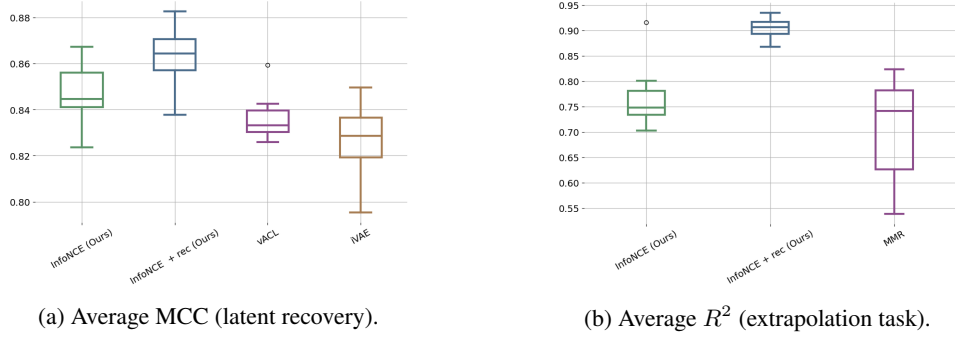 0.88
0.86
0.84
0.82
0.80
InfoNCE (Ours)
InfoNCE + rec (Ours)
vACL
iVAE
(a) Average MCC (latent recovery).
0.95
0.90
0.85
0.80
0.75
0.70
0.65
0.60
0.55
InfoNCE (Ours)
InfoNCE + rec (Ours)
MMR
(b) Average R² (extrapolation task).